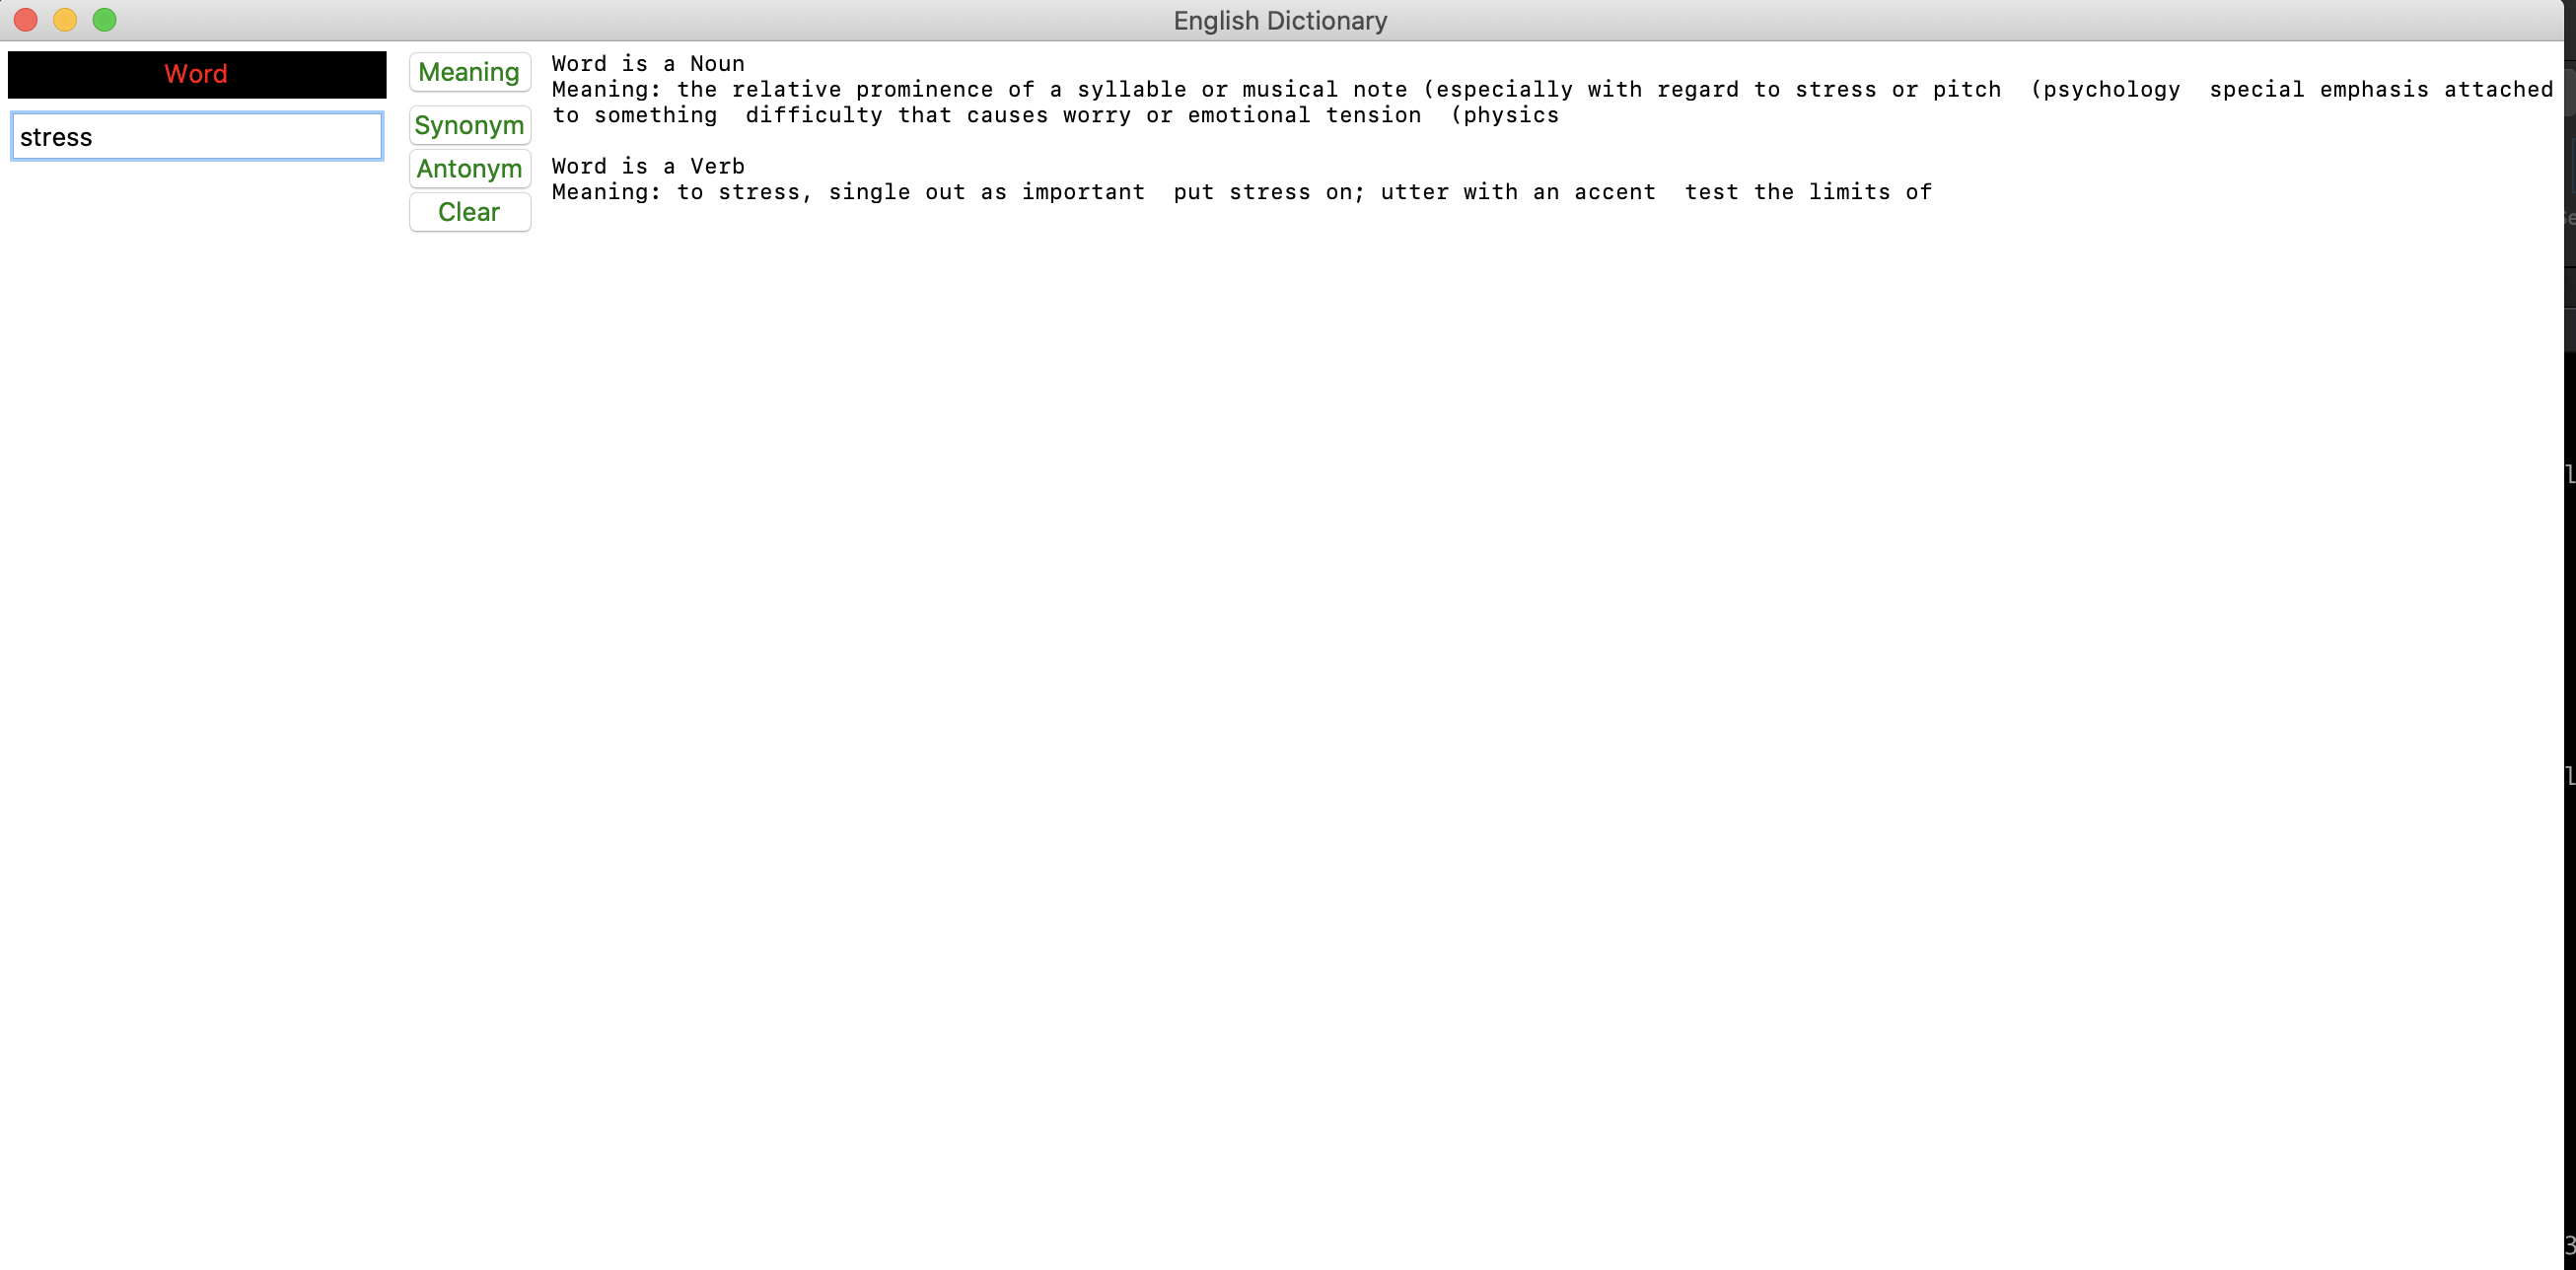 English Dictionary
Word
stress
Meaning
Synonym
Antonym
Clear
Word is a Noun
Meaning: the relative prominence of a syllable or musical note (especially with regard to stress or pitch  (psychology  special emphasis attached
to something  difficulty that causes worry or emotional tension  (physics
Word is a Verb
Meaning: to stress, single out as important  put stress on; utter with an accent  test the limits of